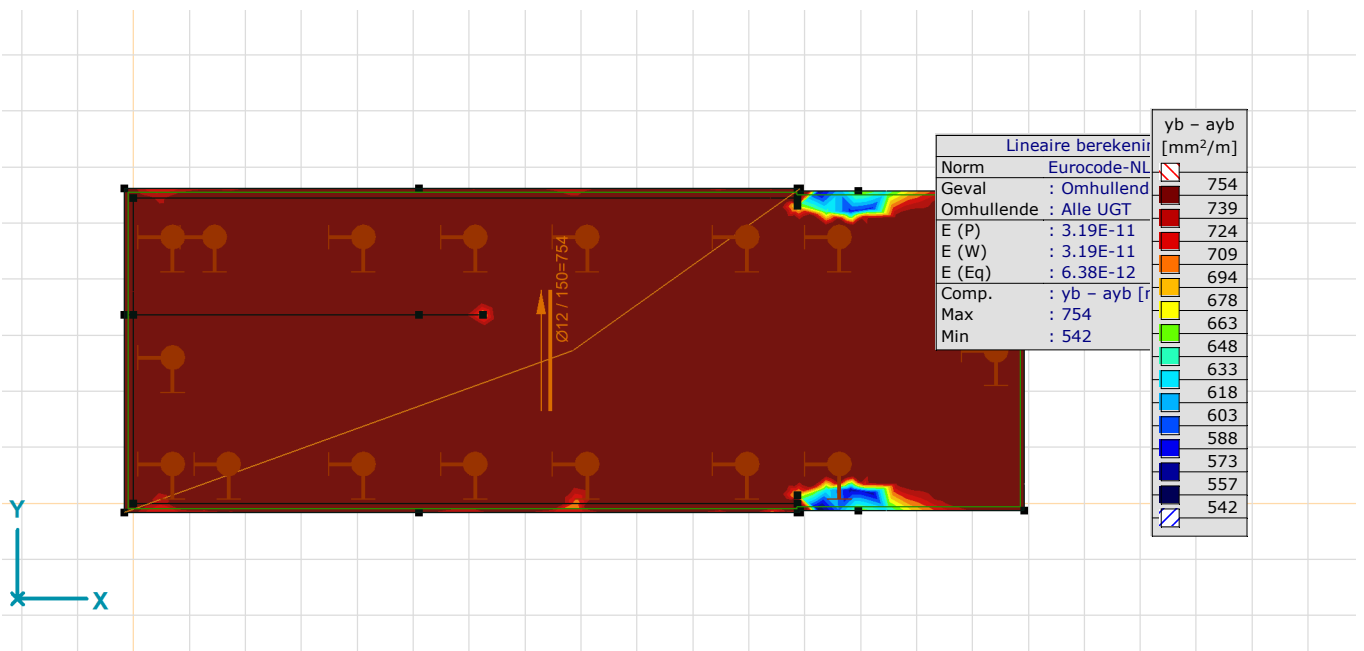 yb – ayb
[mm²/m]
754
739
724
709
694
678
663
648
633
618
603
588
573
557
542
Lineaire
Norm Eurocode-NL
Geval :
Omhullende : Alle UGT
E (P) : 3.19E-11
E (W) : 3.19E-11
E (Eq) : 6.38E-12
Comp. : yb – ayb
Max : 754
Min : 542
Ø12 / 150=754
Y
X